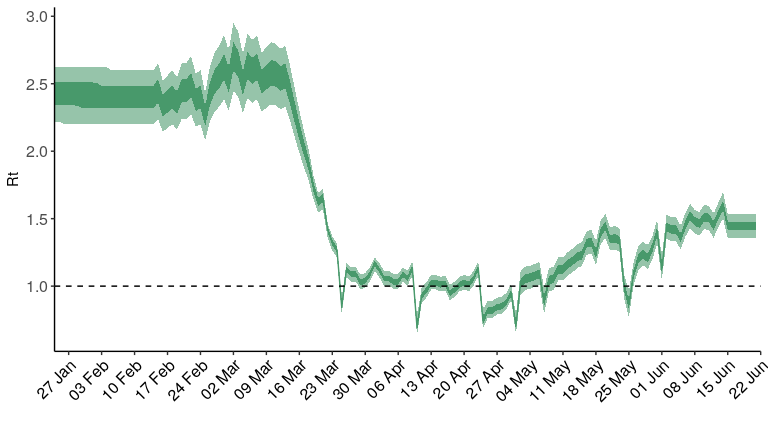 3.0
2.5
2.0
1.5
1.0
Rt
27 Jan
03 Feb
10 Feb
17 Feb
24 Feb
02 Mar
09 Mar
16 Mar
23 Mar
30 Mar
06 Apr
13 Apr
20 Apr
27 Apr
04 May
11 May
18 May
25 May
01 Jun
08 Jun
15 Jun
22 Jun